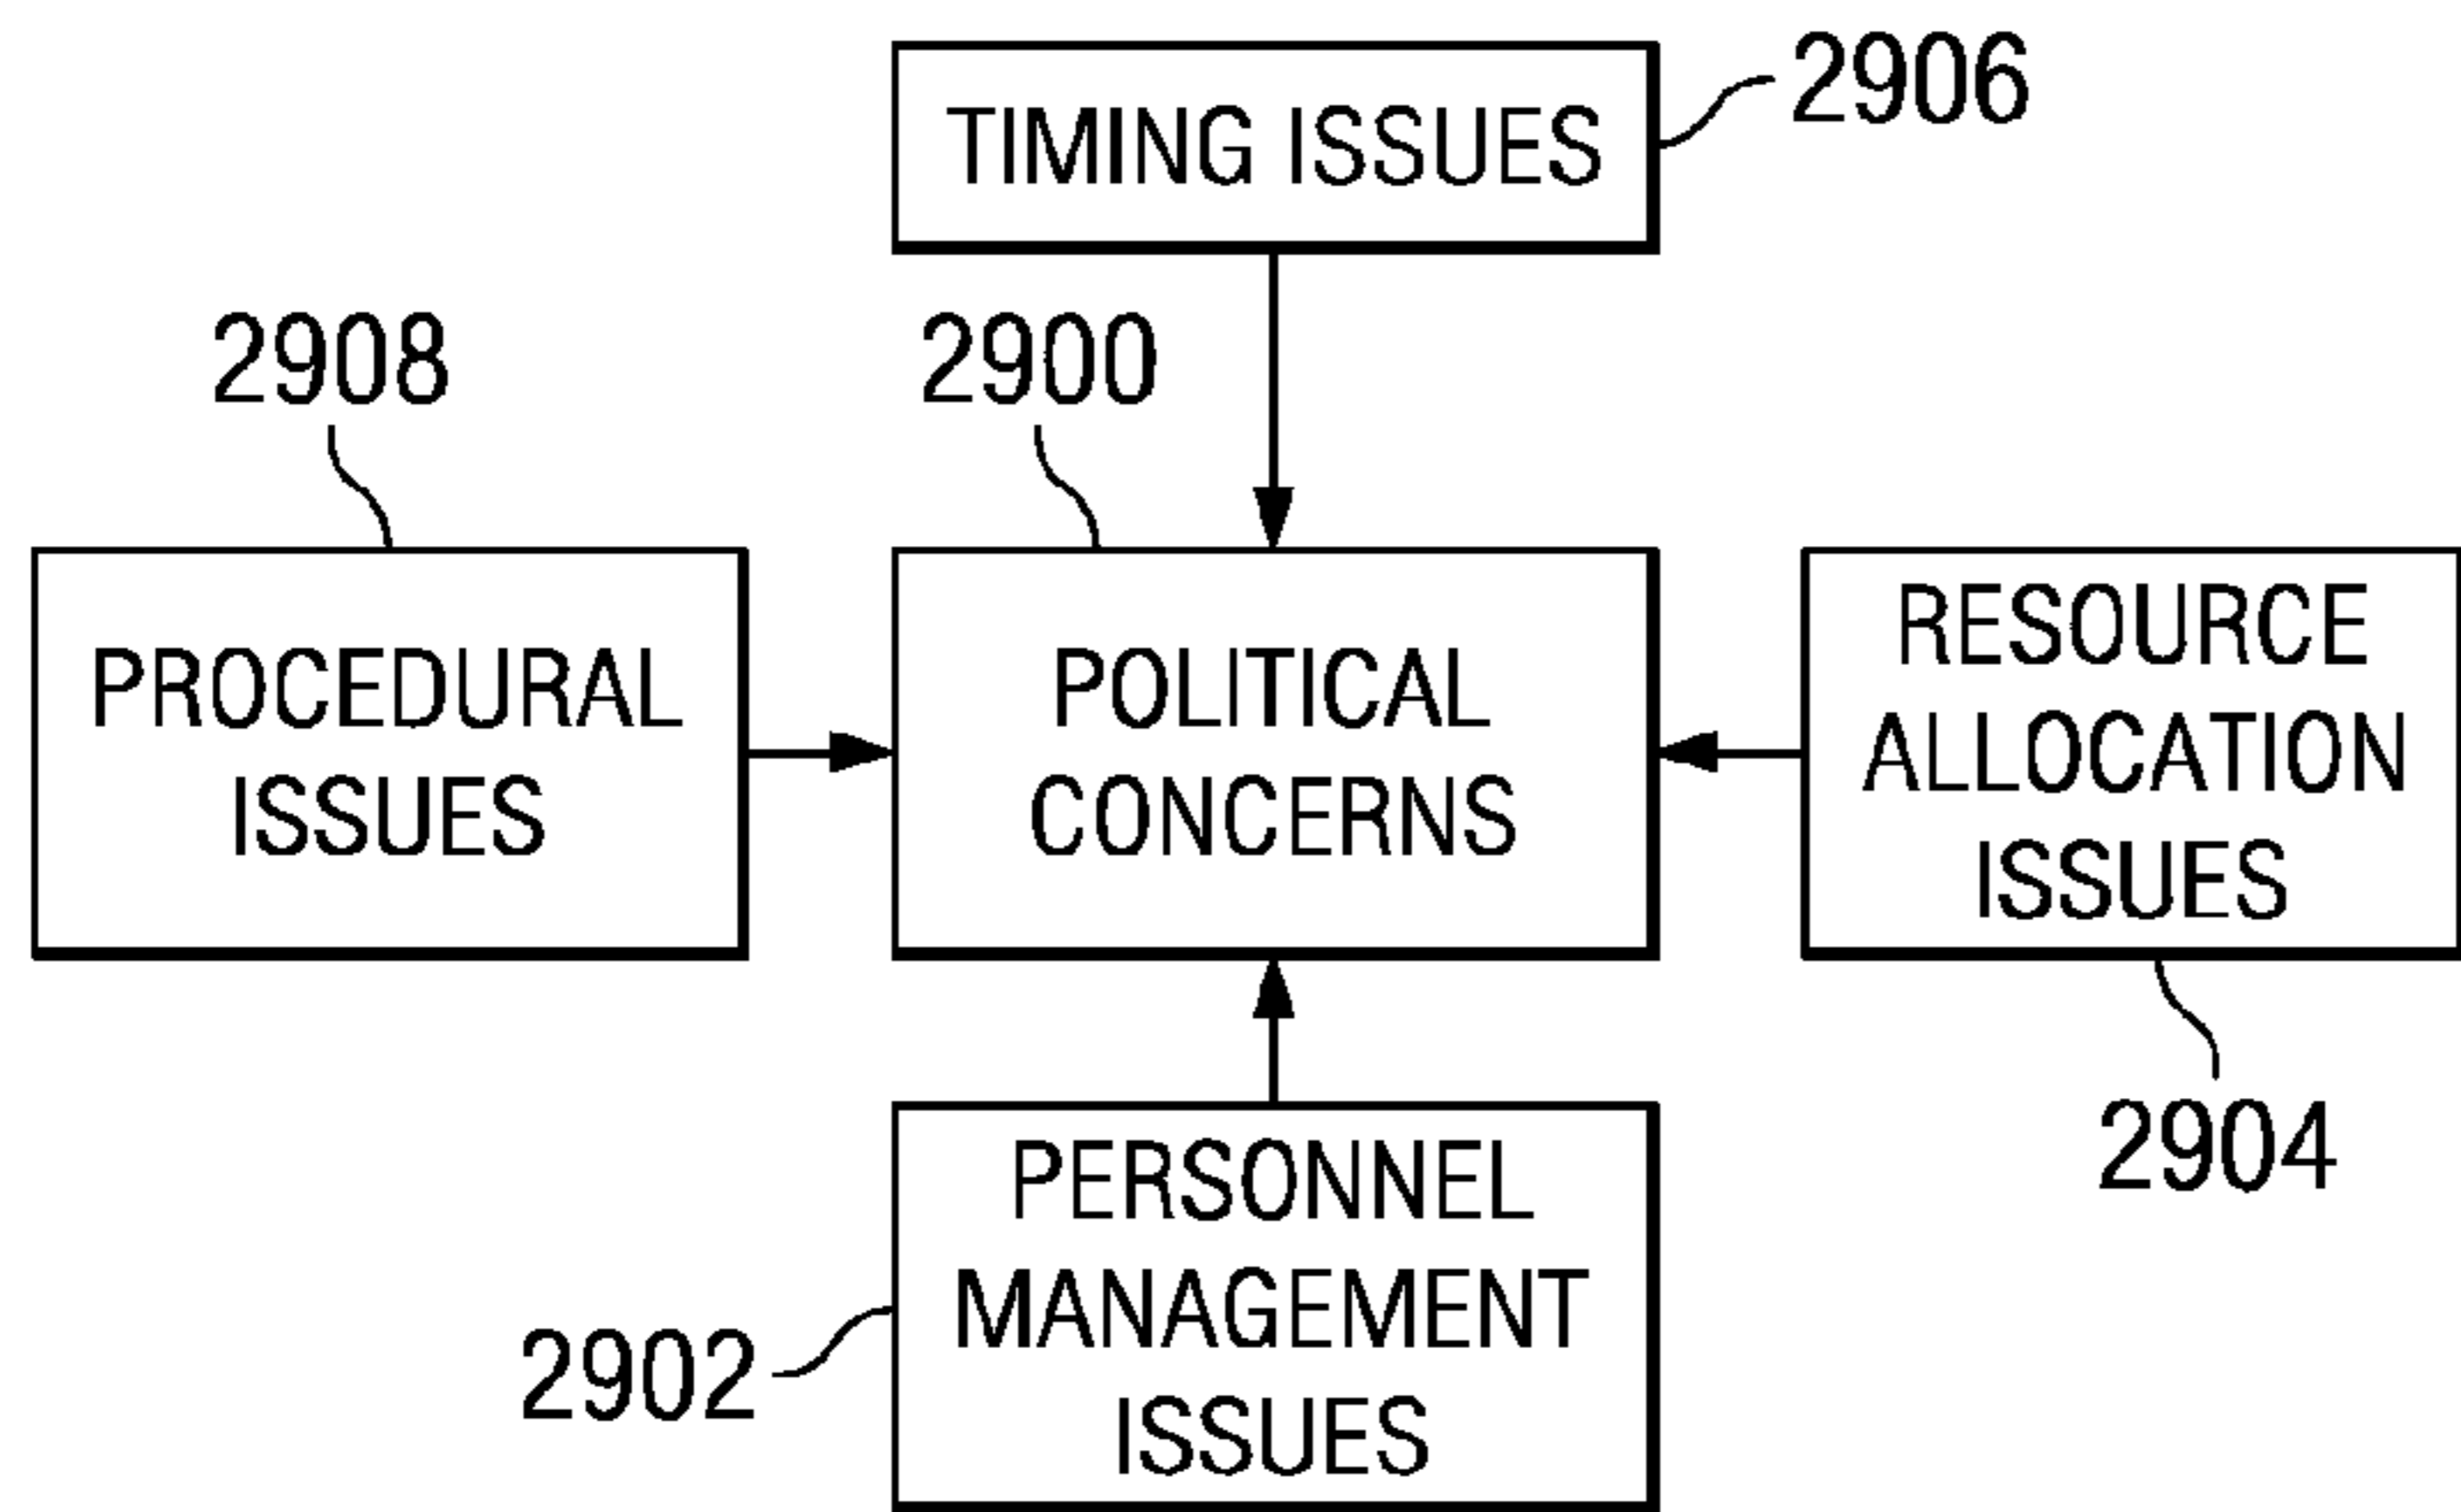 TIMING ISSUES
2906
2908
2900
PROCEDURAL
ISSUES
POLITICAL
CONCERNS
RESOURCE
ALLOCATION
ISSUES
2904
PERSONNEL
MANAGEMENT
ISSUES
2902